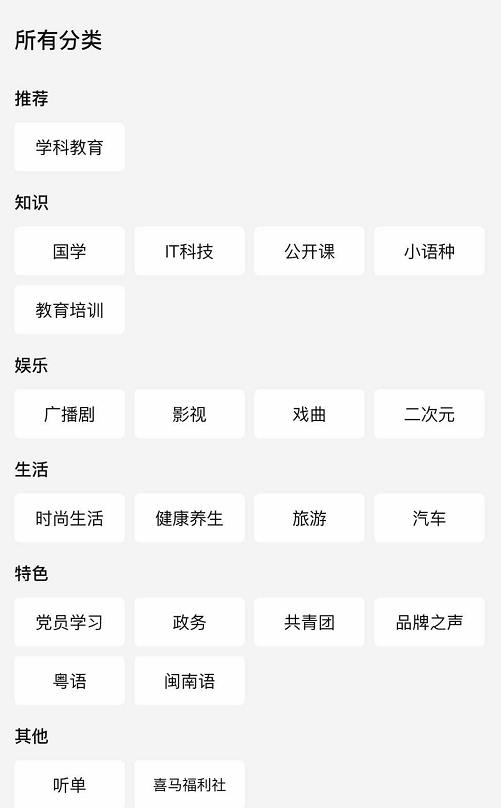 所有分类
推荐
学科教育
知识
国学 IT科技 公开课 小语种
教育培训
娱乐
广播剧 影视 戏曲 二次元
生活
时尚生活 健康养生 旅游 汽车
特色
党员学习 政务 共青团 品牌之声
粤语 闽南语
其他
听单 喜马福利社